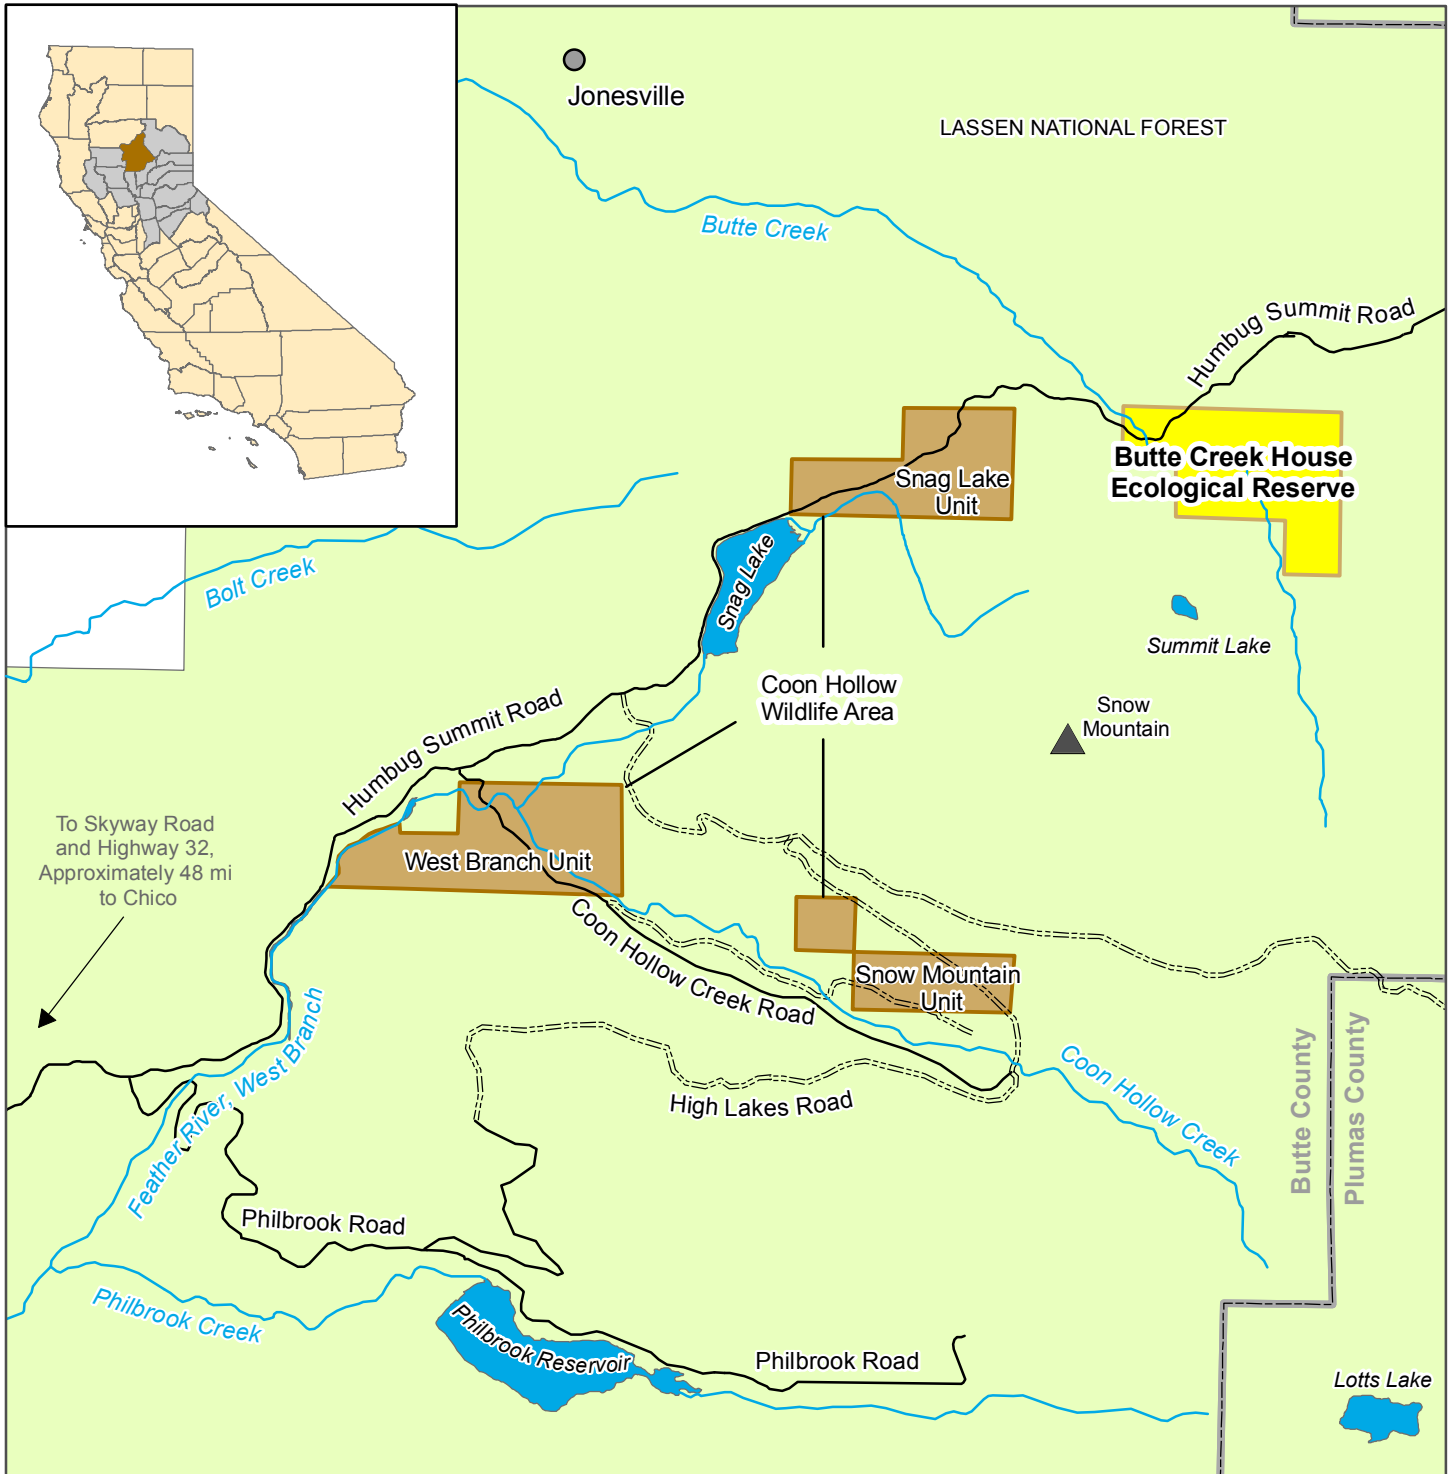 Jonesville
LASSEN NATIONAL FOREST
Butte Creek
Humbug Summit Road
Butte Creek House
Ecological Reserve
Snag Lake
Unit
Bolt Creek
Snag Lake
Summit Lake
Coon Hollow
Wildlife Area
Snow
Mountain
Humbug Summit Road
To Skyway Road
and Highway 32,
Approximately 48 mi
to Chico
West Branch Unit
Coon Hollow Creek Road
Snow Mountain
Unit
Feather River, West Branch
High Lakes Road
Coon Hollow Creek
Butte County
Plumas County
Philbrook Road
Philbrook Creek
Philbrook Reservoir
Philbrook Road
Lotts Lake